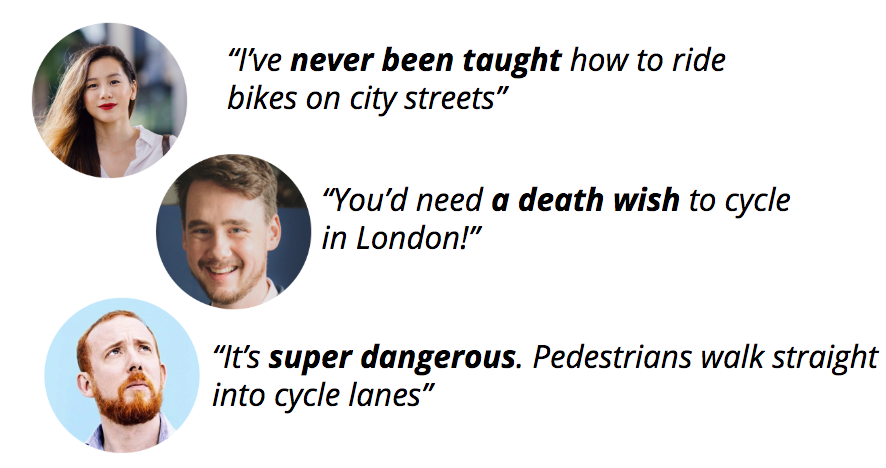 “I’ve never been taught how to ride
bikes on city streets”
“You’d need a death wish to cycle
in London!”
“It’s super dangerous. Pedestrians walk straight
into cycle lanes”